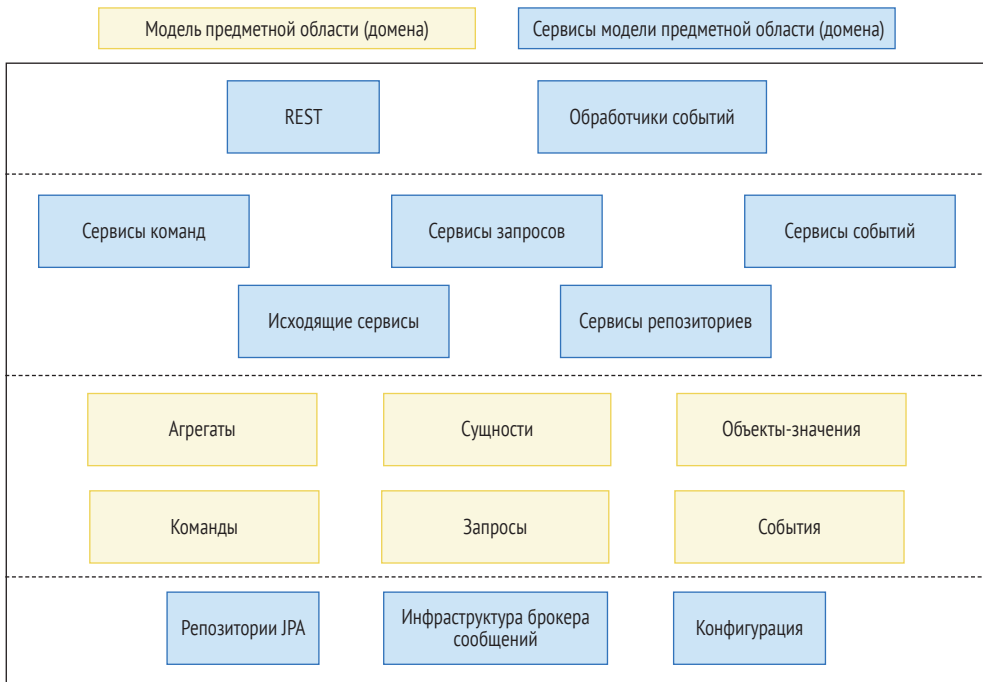 Модель предметной области (домена)
Сервисы модели предметной области (домена)
REST
Обработчики событий
Сервисы команд
Сервисы запросов
Сервисы событий
Исходящие сервисы
Сервисы репозиториев
Агрегаты
Сущности
Объекты-значения
Команды
Запросы
События
Репозитории JPA
Инфраструктура брокера
сообщений
Конфигурация